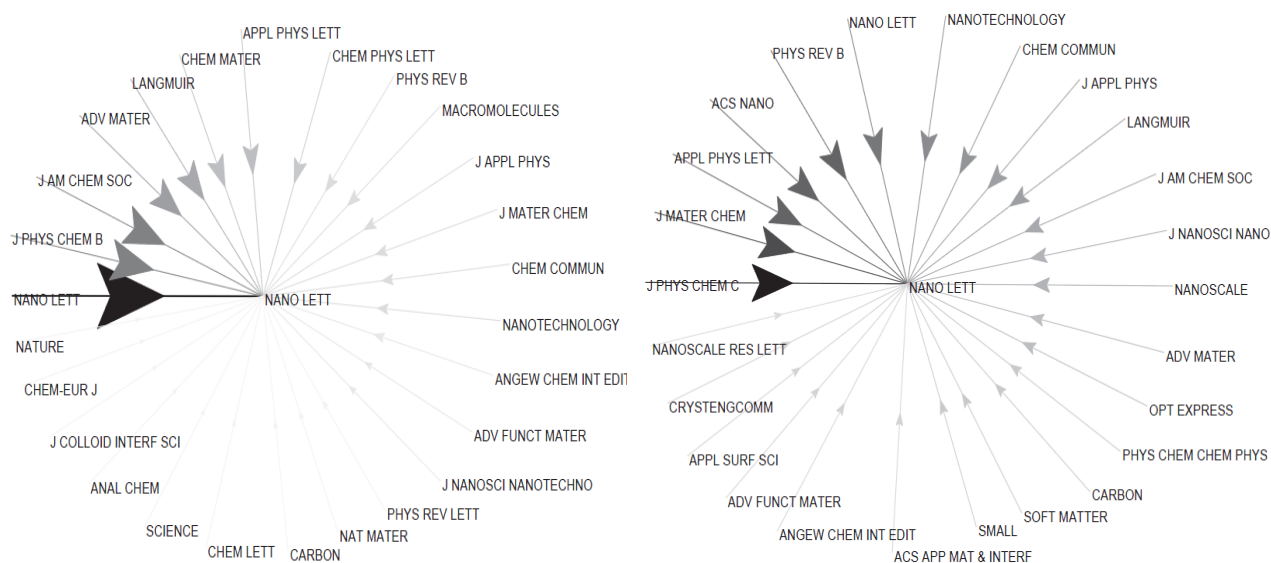 APPL PHYS LETT
CHEM MATER
CHEM PHYS LETT
LANGMUIR
PHYS REV B
ADV MATER
MACROMOLECULES
J AM CHEM SOC
J APPL PHYS
J PHYS CHEM B
J MATER CHEM
CHEM COMMUN
NANO LETT
NANO LETT
NANOTECHNOLOGY
NATURE
CHEM-EUR J
ANGEW CHEM INT EDIT
J COLLOID INTERF SCI
ADV FUNCT MATER
ANAL CHEM
J NANOSCI NANOTECHNO
SCIENCE
PHYS REV LETT
CHEM LETT
CARBON
NAT MATER
NANO LETT
NANOTECHNOLOGY
PHYS REV B
CHEM COMMUN
ACS NANO
J APPL PHYS
APPL PHYS LETT
LANGMUIR
J MATER CHEM
J AM CHEM SOC
J NANOSCI NANO
J PHYS CHEM C
NANO LETT
NANOSCALE
NANOSCALE RES LETT
ADV MATER
CRYSTENGCOMM
OPT EXPRESS
APPL SURF SCI
PHYS CHEM CHEM PHYS
ADV FUNCT MATER
CARBON
ANGEW CHEM INT EDIT
SOFT MATTER
SMALL
ACS APP MAT & INTERF